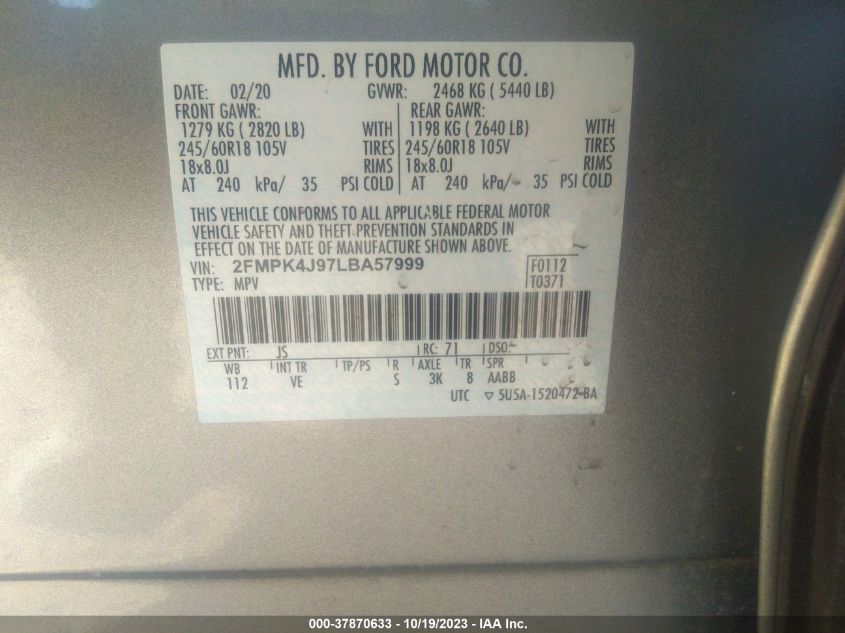 MFD. BY FORD MOTOR CO.
DATE: 02/20 GVWR: 2468 KG ( 5440 LB)
FRONT GAWR: REAR GAWR:
1279 KG ( 2820 LB) WITH 1198 KG ( 2640 LB) WITH
245/60R18 105V TIRES 245/60R18 105V TIRES
18x8.0J RIMS 18x8.0J RIMS
AT 240 kPa/ 35 PSI COLD AT 240 kPa/ 35 PSI COLD
THIS VEHICLE CONFORMS TO ALL APPLICABLE FEDERAL MOTOR
VEHICLE SAFETY AND THEFT PREVENTION STANDARDS IN
EFFECT ON THE DATE OF MANUFACTURE SHOWN ABOVE.
VIN: 2FMPK4J97LBA57999 F0112
TYPE: MPV T0371
EXT PNT: JS RC: 71 DSO:
WB INT TR TP/PS R AXLE TR SPR
112 VE S 3K 8 AABB
UTC ▽ 5U5A-1520472-BA
000-37870633 - 10/19/2023 - IAA Inc.